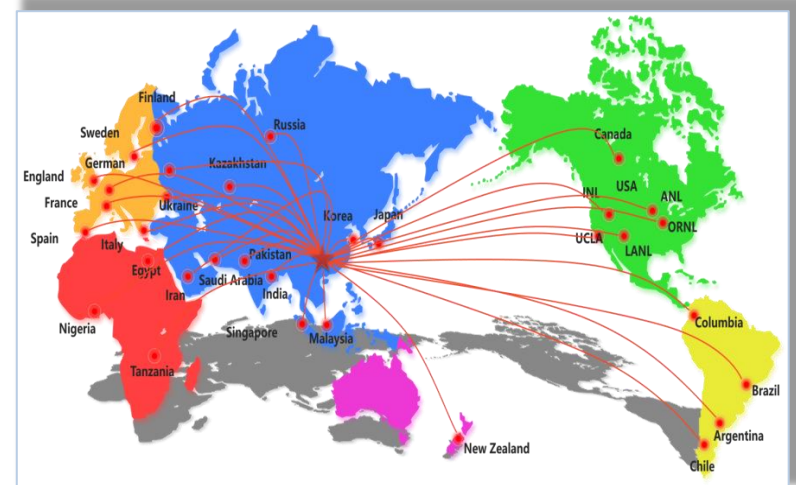 Finland
Sweden
Russia
German
Canada
England
Kazakhstan
USA
INL
ANL
France
Ukraine
Korea
Japan
ORNL
Spain
Italy
UCLA
LANL
Pakistan
Egypt
Saudi Arabia
Iran
India
Nigeria
Singapore
Malaysia
Columbia
Tanzania
Brazil
Argentina
New Zealand
Chile